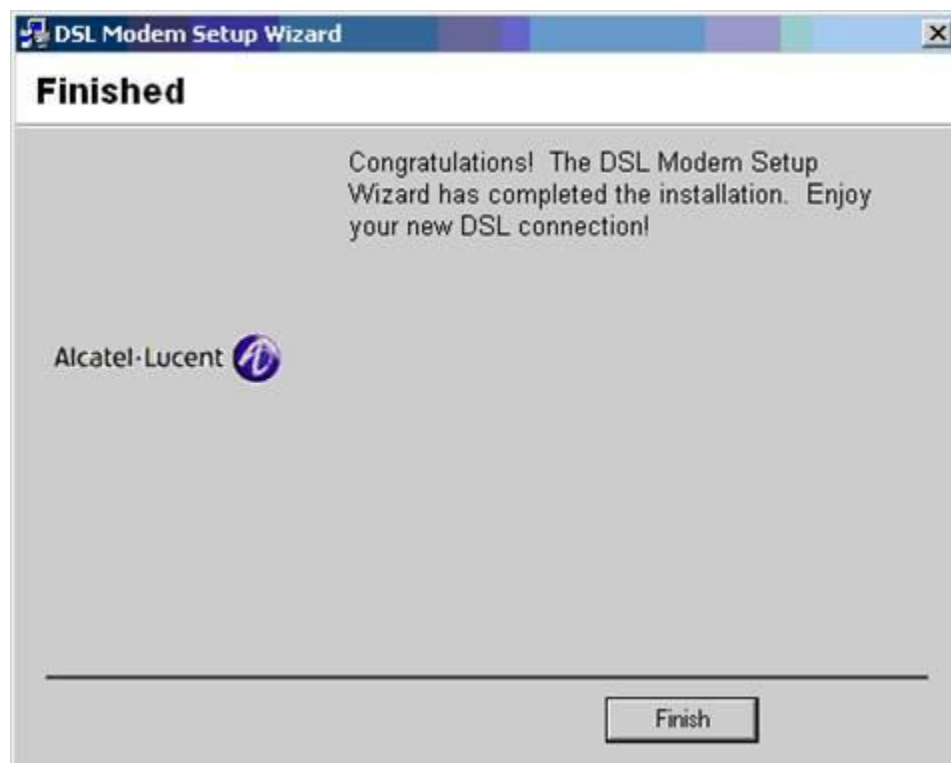 DSL Modem Setup Wizard
Finished
Congratulations! The DSL Modem Setup
Wizard has completed the installation. Enjoy
your new DSL connection!
Alcatel·Lucent
Finish